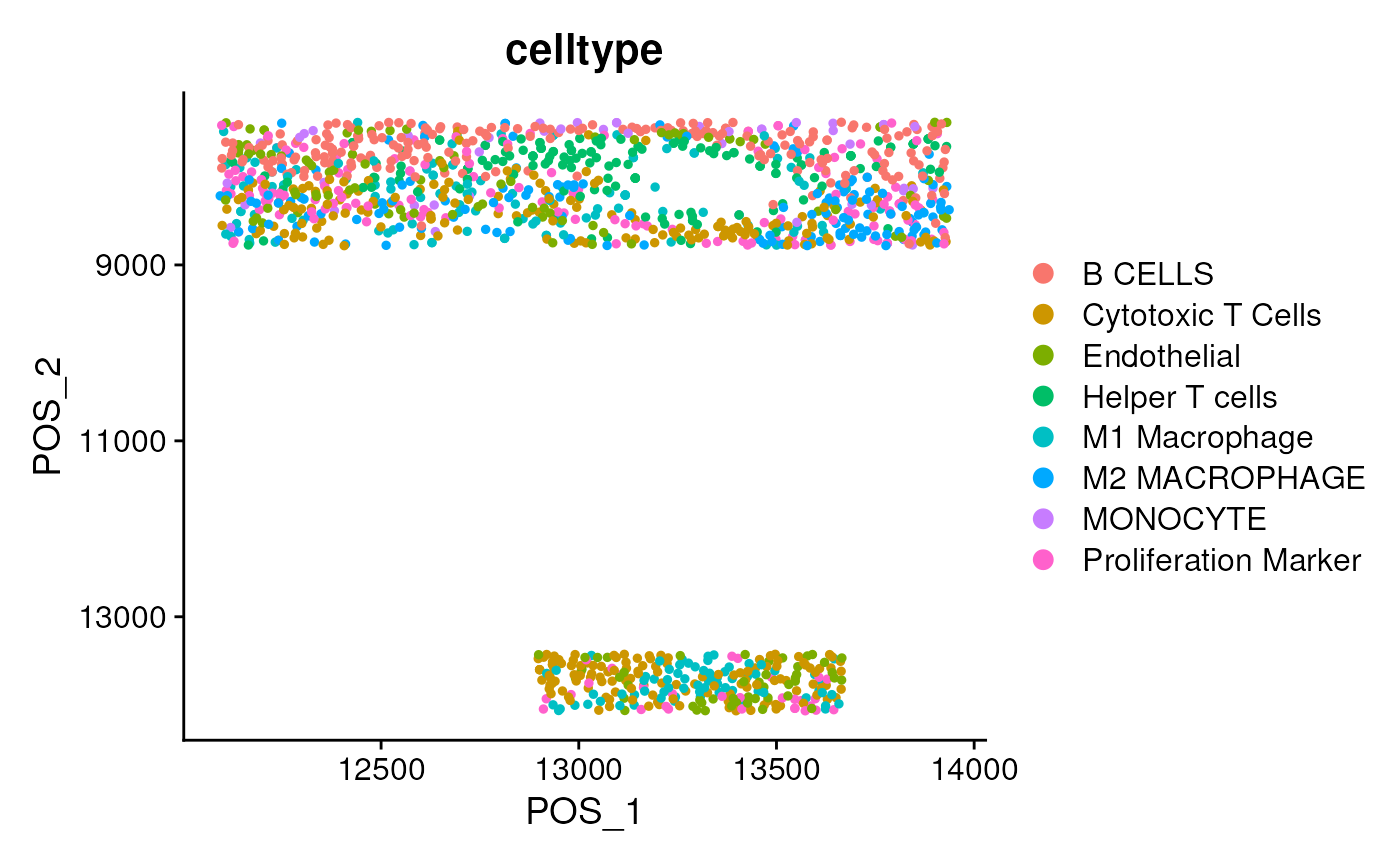 celltype
POS_2
9000
11000
13000
12500
13000
13500
14000
POS_1
B CELLS
Cytotoxic T Cells
Endothelial
Helper T cells
M1 Macrophage
M2 MACROPHAGE
MONOCYTE
Proliferation Marker